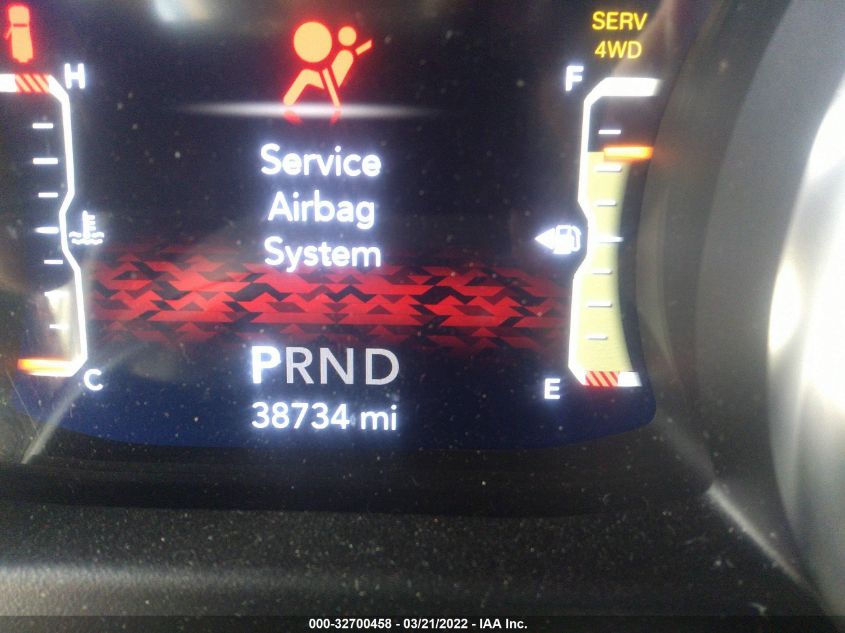 SERV
4WD
H
F
Service
Airbag
System
PRND
C
E
38734 mi
000-32700458 - 03/21/2022 - IAA Inc.